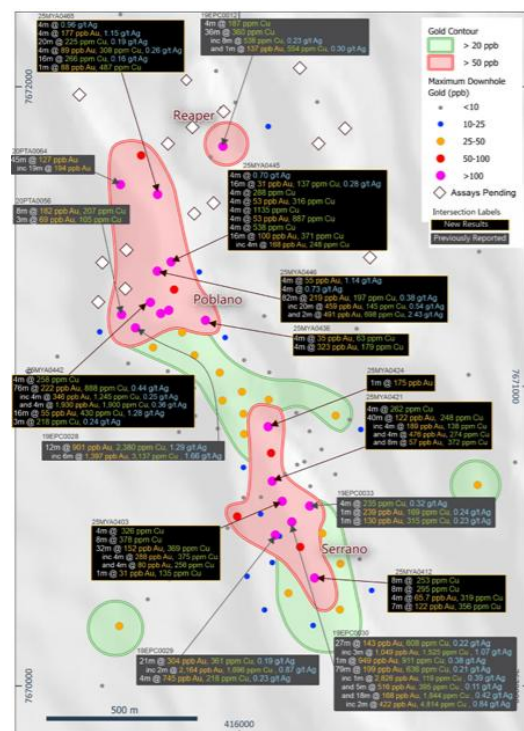 25MYA0465
4m @ 0.96 g/t Ag
4m @ 177 ppb Au, 1.15 g/t Ag
20m @ 225 ppm Cu, 0.19 g/t Ag
4m @ 89 ppb Au, 308 ppm Cu, 0.26 g/t Ag
16m @ 266 ppm Cu, 0.16 g/t Ag
1m @ 88 ppb Au, 487 ppm Cu
4m @ 187 ppm Cu
36m @ 360 ppm Cu
inc 8m @ 538 ppm Cu, 0.23 g/t Ag
and 1m @ 137 ppb Au, 554 ppm Cu, 0.30 g/t Ag
Gold Contour
> 20 ppb
> 50 ppb
Maximum Downhole
Gold (ppb)
<10
10-25
25-50
50-100
>100
Assays Pending
Intersection Labels
New Results
Previously Reported
7672000
Reaper
20PTA0064
45m @ 127 ppb Au
inc 19m @ 194 ppb Au
25MYA0445
4m @ 0.70 g/t Ag
16m @ 31 ppb Au, 137 ppm Cu, 0.28 g/t Ag
4m @ 288 ppm Cu
4m @ 53 ppb Au, 316 ppm Cu
4m @ 1135 ppm Cu
4m @ 53 ppb Au, 887 ppm Cu
4m @ 538 ppm Cu
16m @ 100 ppb Au, 371 ppm Cu
inc 4m @ 188 ppb Au, 248 ppm Cu
20PTA0056
8m @ 182 ppb Au, 207 ppm Cu
3m @ 69 ppb Au, 105 ppm Cu
25MYA0446
4m @ 55 ppb Au, 1.14 g/t Ag
4m @ 0.73 g/t Ag
82m @ 219 ppb Au, 197 ppm Cu, 0.38 g/t Ag
inc 20m @ 459 ppb Au, 145 ppm Cu, 0.54 g/t Ag
and 2m @ 491 ppb Au, 698 ppm Cu, 2.43 g/t Ag
Poblano
25MYA0436
4m @ 35 ppb Au, 63 ppm Cu
4m @ 323 ppb Au, 179 ppm Cu
25MYA0442
4m @ 258 ppm Cu
76m @ 222 ppb Au, 888 ppm Cu, 0.44 g/t Ag
inc 4m @ 346 ppb Au, 1,245 ppm Cu, 0.25 g/t Ag
and 4m @ 1,930 ppb Au, 1,900 ppm Cu, 0.36 g/t Ag
16m @ 55 ppb Au, 430 ppm Cu, 1.28 g/t Ag
3m @ 218 ppm Cu, 0.24 g/t Ag
25MYA0424
1m @ 175 ppb Au
7671000
25MYA0421
4m @ 262 ppm Cu
40m @ 122 ppb Au, 248 ppm Cu
inc 4m @ 189 ppb Au, 138 ppm Cu
and 4m @ 476 ppb Au, 274 ppm Cu
and 8m @ 57 ppb Au, 372 ppm Cu
19EPC0028
12m @ 901 ppb Au, 2,380 ppm Cu, 1.29 g/t Ag
inc 6m @ 1,397 ppb Au, 3,137 ppm Cu, 1.66 g/t Ag
19EPC0033
4m @ 235 ppm Cu, 0.32 g/t Ag
1m @ 239 ppb Au, 169 ppm Cu, 0.24 g/t Ag
1m @ 130 ppb Au, 315 ppm Cu, 0.23 g/t Ag
25MYA0403
4m @ 326 ppm Cu
8m @ 378 ppm Cu
32m @ 152 ppb Au, 369 ppm Cu
inc 4m @ 288 ppb Au, 375 ppm Cu
and 4m @ 80 ppb Au, 256 ppm Cu
1m @ 31 ppb Au, 135 ppm Cu
Serrano
25MYA0412
8m @ 253 ppm Cu
8m @ 295 ppm Cu
4m @ 65.7 ppb Au, 319 ppm Cu
7m @ 122 ppb Au, 356 ppm Cu
19EPC0029
21m @ 304 ppb Au, 361 ppm Cu, 0.19 g/t Ag
inc 2m @ 2,164 ppb Au, 1,896 ppm Cu, 0.87 g/t Ag
4m @ 745 ppb Au, 218 ppm Cu, 0.23 g/t Ag
19EPC0030
27m @ 143 ppb Au, 608 ppm Cu, 0.22 g/t Ag
inc 3m @ 1,049 ppb Au, 1,525 ppm Cu, 1.07 g/t Ag
1m @ 949 ppb Au, 911 ppm Cu, 0.38 g/t Ag
79m @ 199 ppb Au, 636 ppm Cu, 0.21 g/t Ag
inc 1m @ 2,828 ppb Au, 119 ppm Cu, 0.39 g/t Ag
and 5m @ 516 ppb Au, 395 ppm Cu, 0.11 g/t Ag
and 18m @ 168 ppb Au, 1,844 ppm Cu, 0.42 g/t Ag
inc 2m @ 422 ppb Au, 4,814 ppm Cu, 0.84 g/t Ag
7670000
500 m
416000